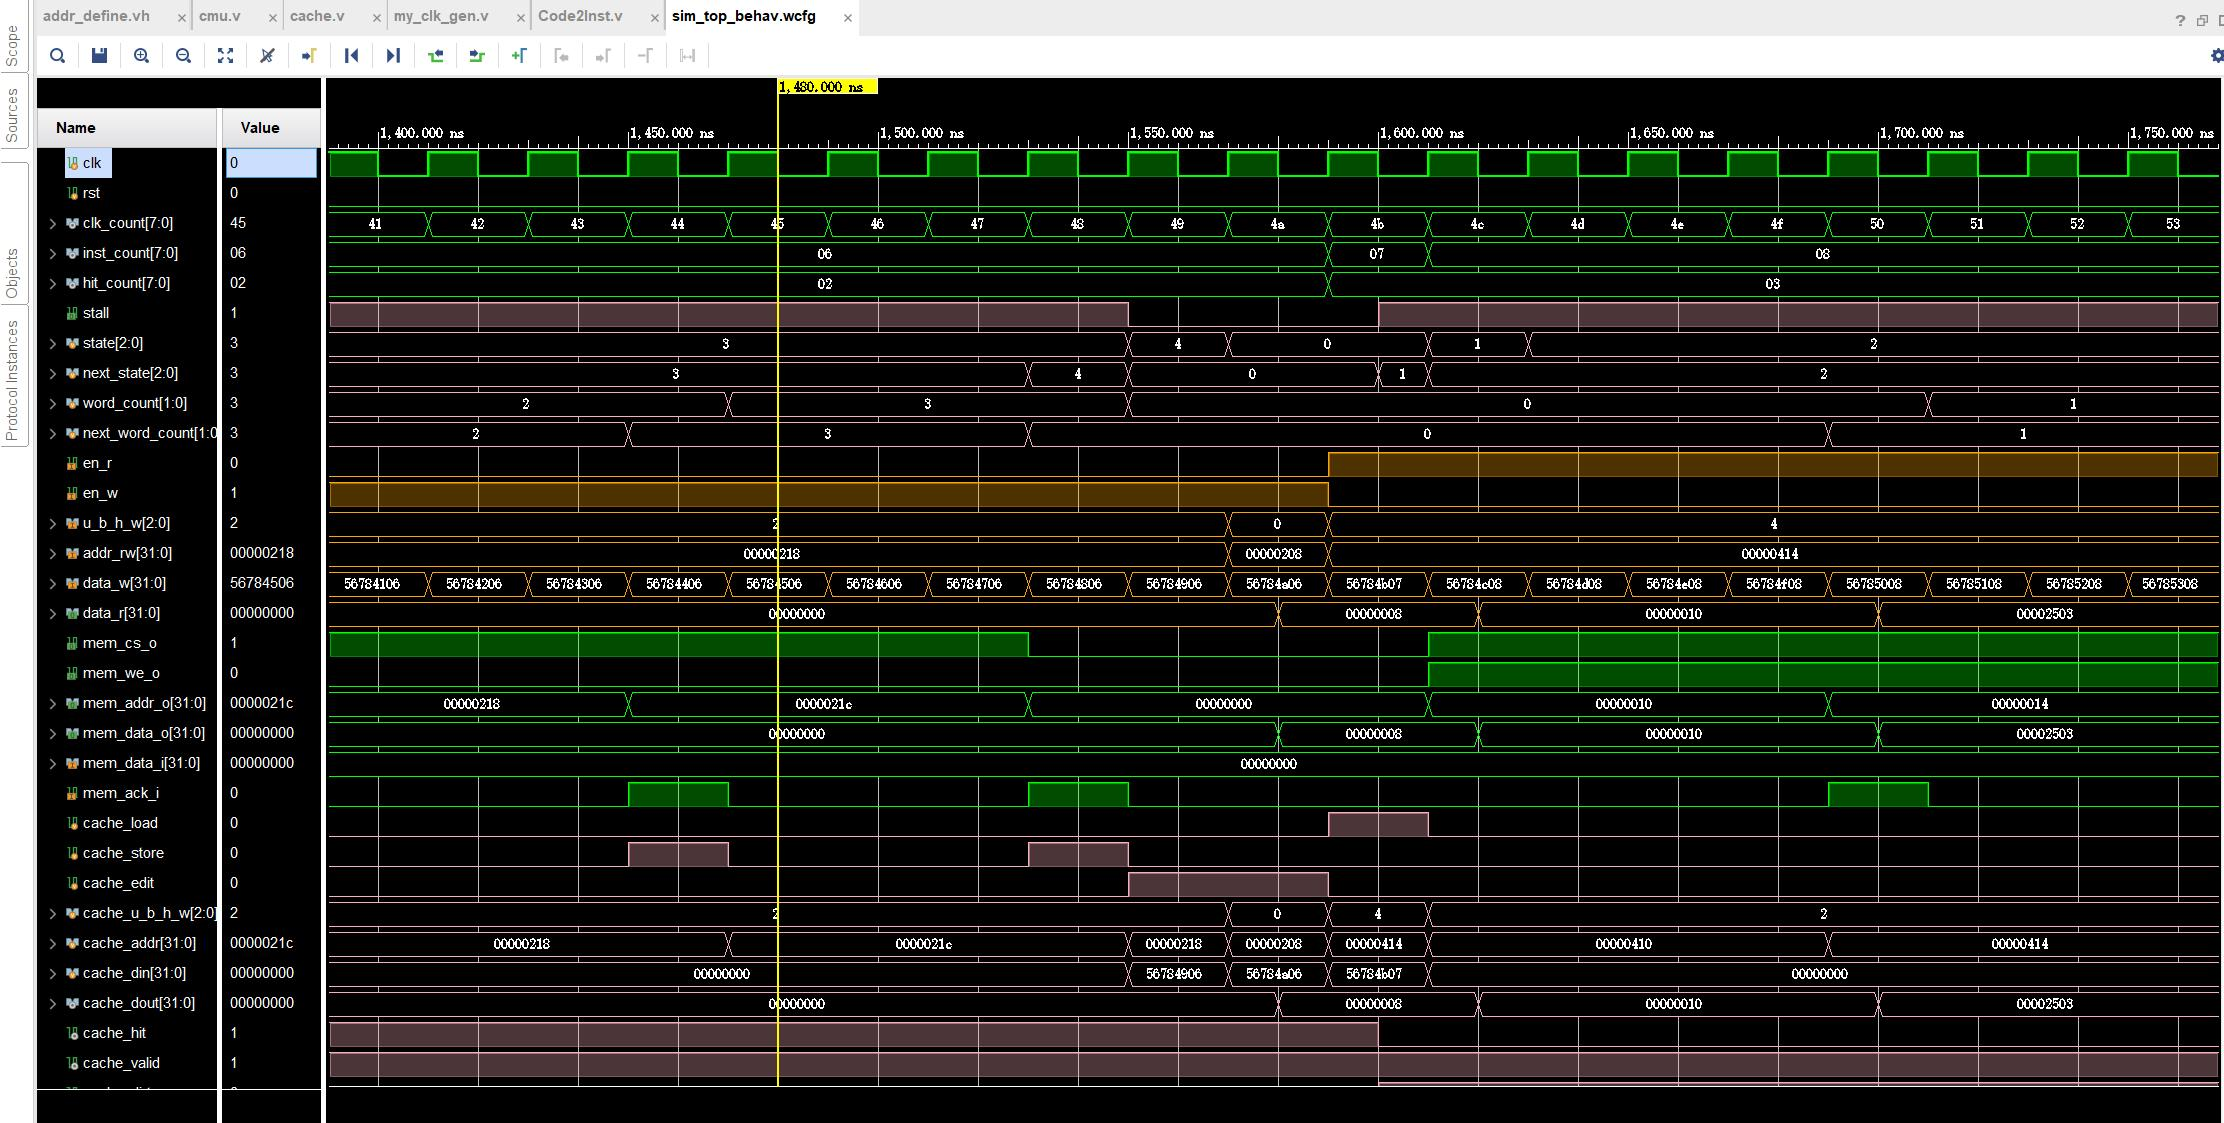 addr_define.vh × cmu.v × cache.v × my_clk_gen.v × Code2Inst.v × sim_top_behav.wcfg ×
Scope
Sources
Objects
Protocol Instances
1,480.000 ns
Name Value
1,400.000 ns 1,450.000 ns 1,500.000 ns 1,550.000 ns 1,600.000 ns 1,650.000 ns 1,700.000 ns 1,750.000 ns
clk 0
rst 0
clk_count[7:0] 45 41 42 43 44 45 46 47 48 49 4a 4b 4c 4d 4e 4f 50 51 52 53
inst_count[7:0] 06 06 07 08
hit_count[7:0] 02 02 03
stall 1
state[2:0] 3 3 4 0 1 2
next_state[2:0] 3 3 4 0 1 2
word_count[1:0] 3 2 3 0 1
next_word_count[1:0 3 2 3 0 1
en_r 0
en_w 1
u_b_h_w[2:0] 2 2 0 4
addr_rw[31:0] 00000218 00000218 00000208 00000414
data_w[31:0] 56784506 56784106 56784206 56784306 56784406 56784506 56784606 56784706 56784806 56784906 56784a06 56784b07 56784c08 56784d08 56784e08 56784f08 56785008 56785108 56785208 56785308
data_r[31:0] 00000000 00000000 00000008 00000010 00002503
mem_cs_o 1
mem_we_o 0
mem_addr_o[31:0] 0000021c 00000218 0000021c 00000000 00000010 00000014
mem_data_o[31:0] 00000000 00000000 00000008 00000010 00002503
mem_data_i[31:0] 00000000 00000000
mem_ack_i 0
cache_load 0
cache_store 0
cache_edit 0
cache_u_b_h_w[2:0] 2 2 0 4 2
cache_addr[31:0] 0000021c 00000218 0000021c 00000218 00000208 00000414 00000410 00000414
cache_din[31:0] 00000000 00000000 56784906 56784a06 56784b07 00000000
cache_dout[31:0] 00000000 00000000 00000008 00000010 00002503
cache_hit 1
cache_valid 1